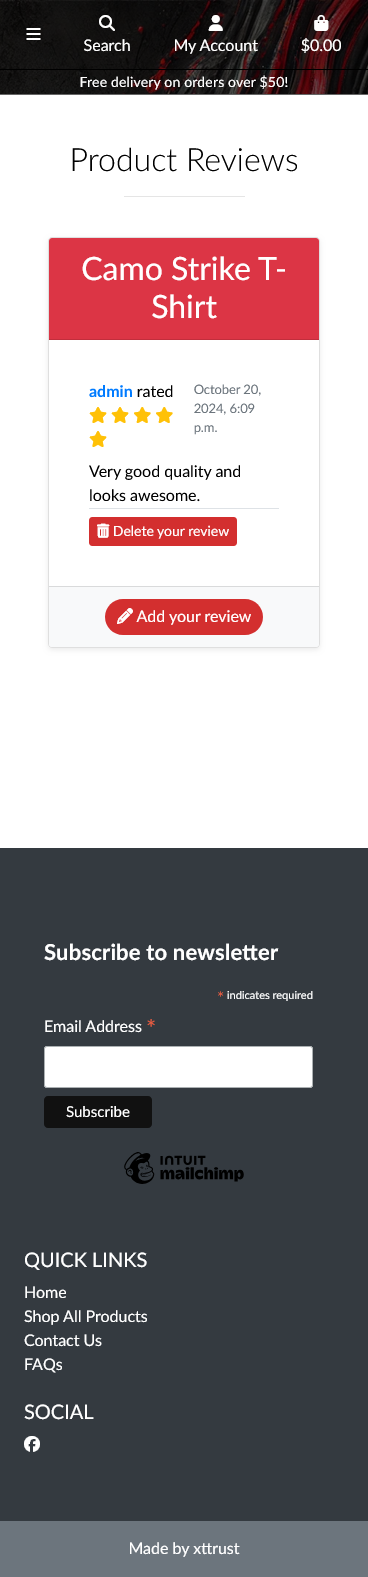 Search
My Account
$0.00
Free delivery on orders over $50!
Product Reviews
Camo Strike T-
Shirt
admin rated
October 20,
2024, 6:09
p.m.
Very good quality and
looks awesome.
Delete your review
Add your review
Subscribe to newsletter
* indicates required
Email Address *
Subscribe
INTUIT
mailchimp
QUICK LINKS
Home
Shop All Products
Contact Us
FAQs
SOCIAL
Made by xttrust